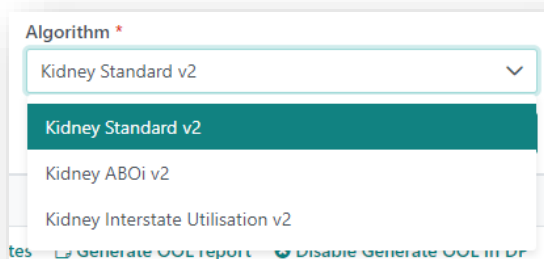 Algorithm *
Kidney Standard v2
Kidney Standard v2
Kidney ABOi v2
Kidney Interstate Utilisation v2
tes Generate OOL report Disable Generate OOL in DP